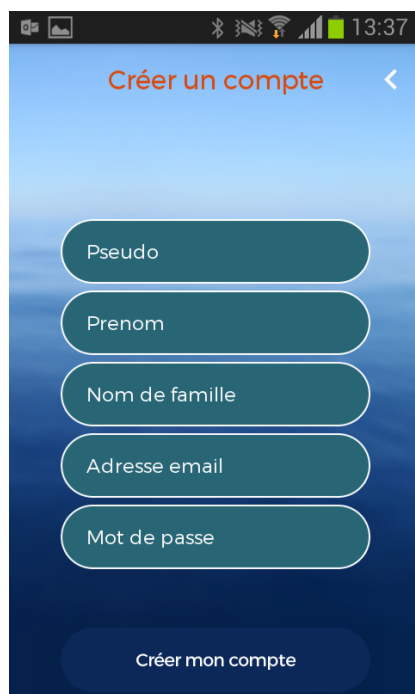 13:37
Créer un compte
Pseudo
Prenom
Nom de famille
Adresse email
Mot de passe
Créer mon compte